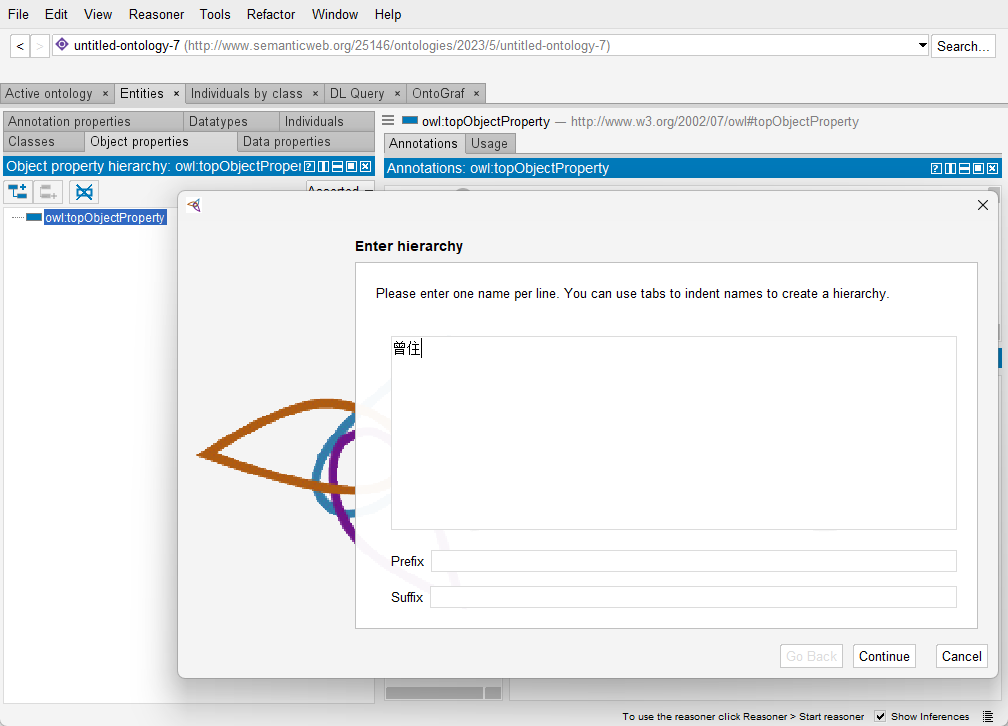 File Edit View Reasoner Tools Refactor Window Help
< > untitled-ontology-7 (http://www.semanticweb.org/25146/ontologies/2023/5/untitled-ontology-7) Search...
Active ontology × Entities × Individuals by class × DL Query × OntoGraf ×
Annotation properties Datatypes Individuals
Classes Object properties Data properties
Object property hierarchy: owl:topObjectProper
owl:topObjectProperty
owl:topObjectProperty — http://www.w3.org/2002/07/owl#topObjectProperty
Annotations Usage
Annotations: owl:topObjectProperty
Enter hierarchy
Please enter one name per line. You can use tabs to indent names to create a hierarchy.
曾住
Prefix
Suffix
Go Back Continue Cancel
To use the reasoner click Reasoner > Start reasoner Show Inferences